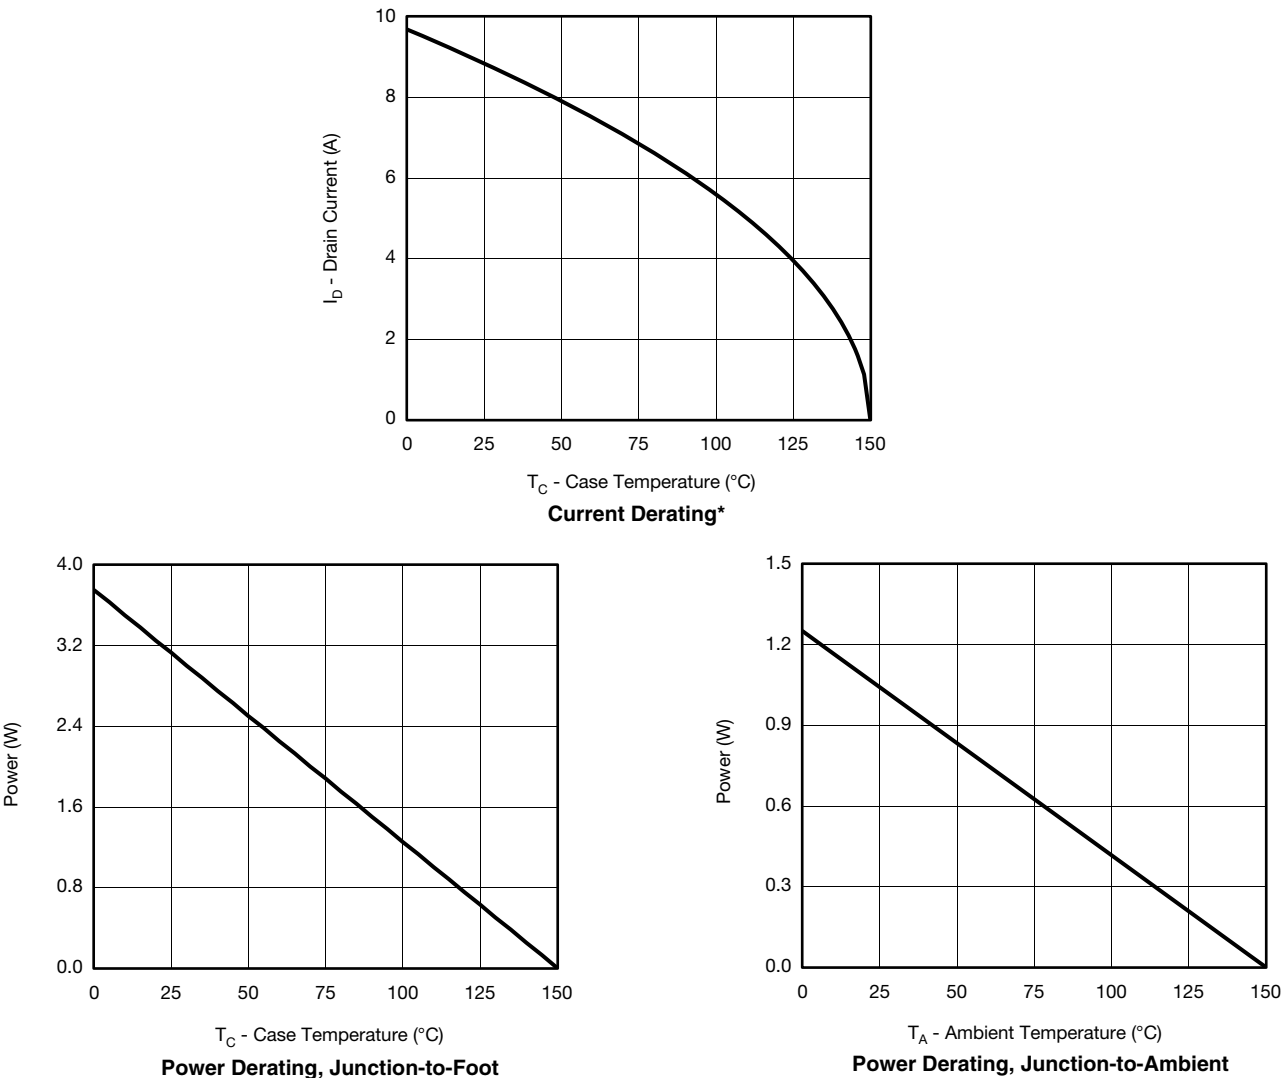 10
8
6
4
2
0
I_D - Drain Current (A)
0 25 50 75 100 125 150
T_C - Case Temperature (°C)
Current Derating*
4.0
3.2
2.4
1.6
0.8
0.0
Power (W)
0 25 50 75 100 125 150
T_C - Case Temperature (°C)
Power Derating, Junction-to-Foot
1.5
1.2
0.9
0.6
0.3
0.0
Power (W)
0 25 50 75 100 125 150
T_A - Ambient Temperature (°C)
Power Derating, Junction-to-Ambient